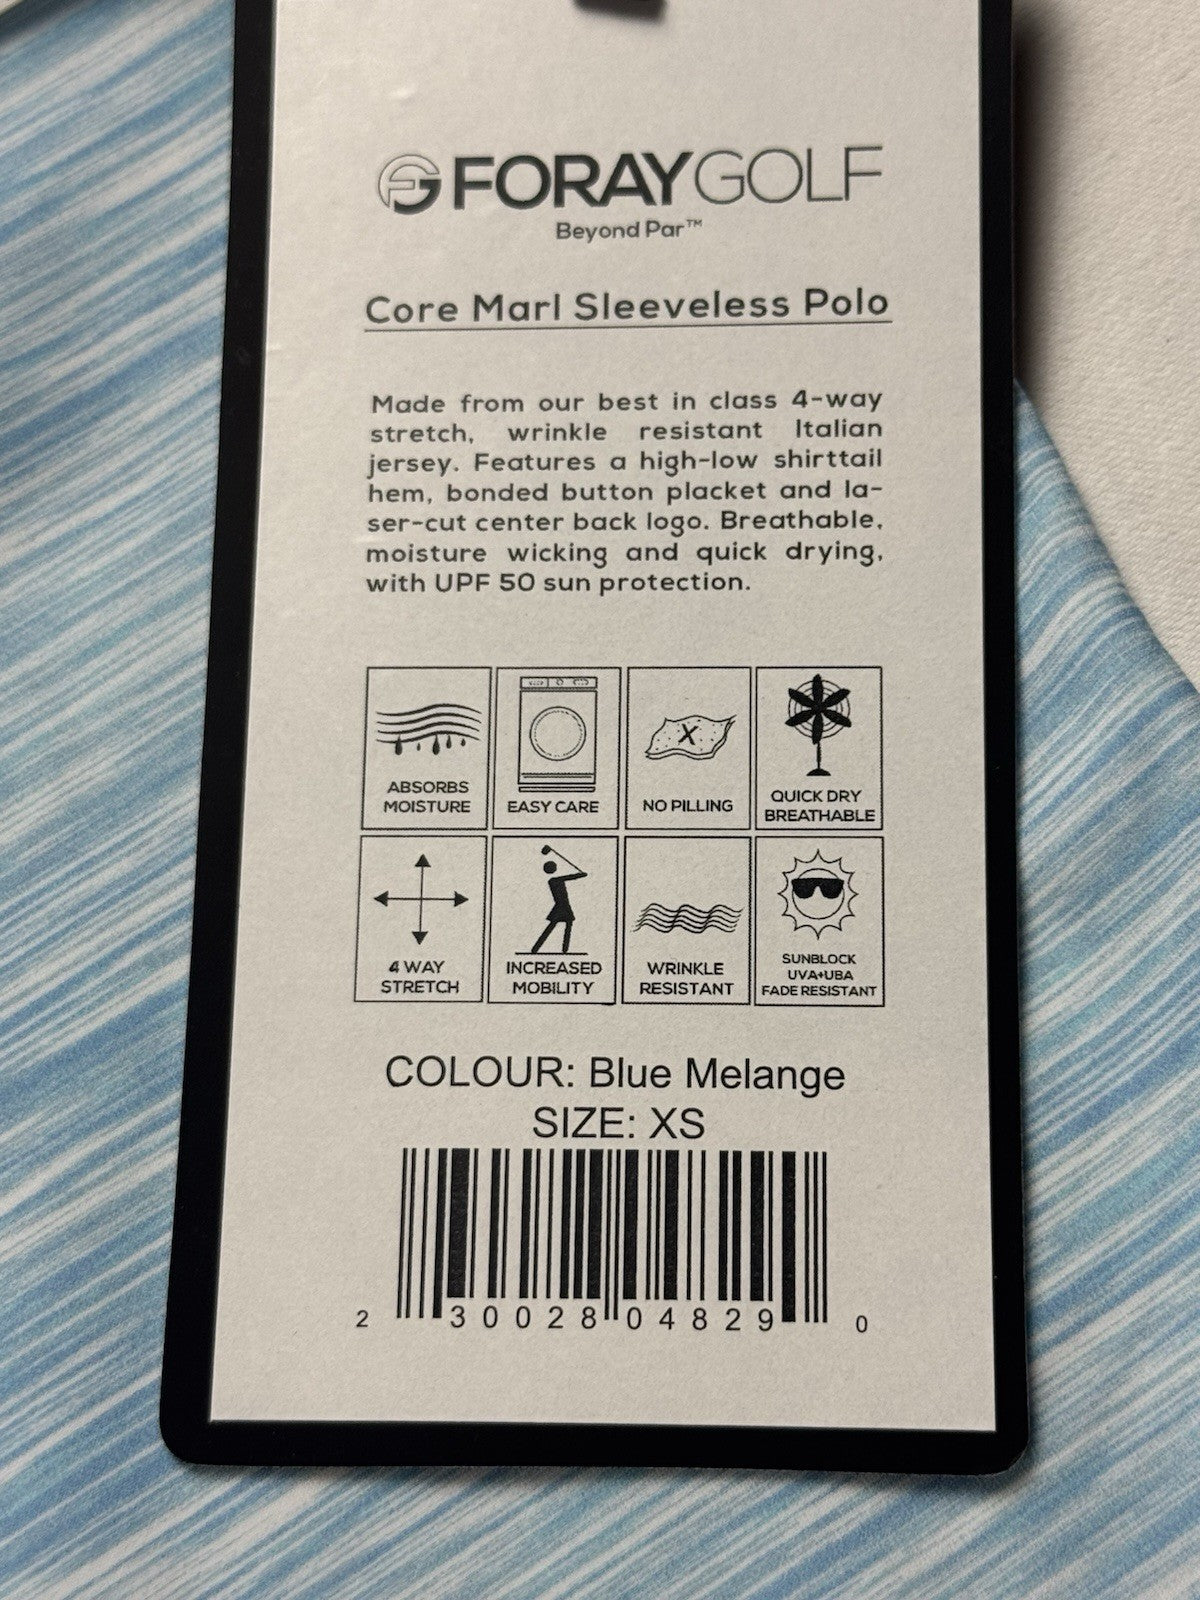 FG FORAYGOLF
Beyond Par™
Core Marl Sleeveless Polo
Made from our best in class 4-way
stretch, wrinkle resistant Italian
jersey. Features a high-low shirttail
hem, bonded button placket and la-
ser-cut center back logo. Breathable,
moisture wicking and quick drying,
with UPF 50 sun protection.
X
ABSORBS
MOISTURE
EASY CARE
NO PILLING
QUICK DRY
BREATHABLE
4 WAY
STRETCH
INCREASED
MOBILITY
WRINKLE
RESISTANT
SUNBLOCK
UVA+UBA
FADE RESISTANT
COLOUR: Blue Melange
SIZE: XS
2 30028 04829 0